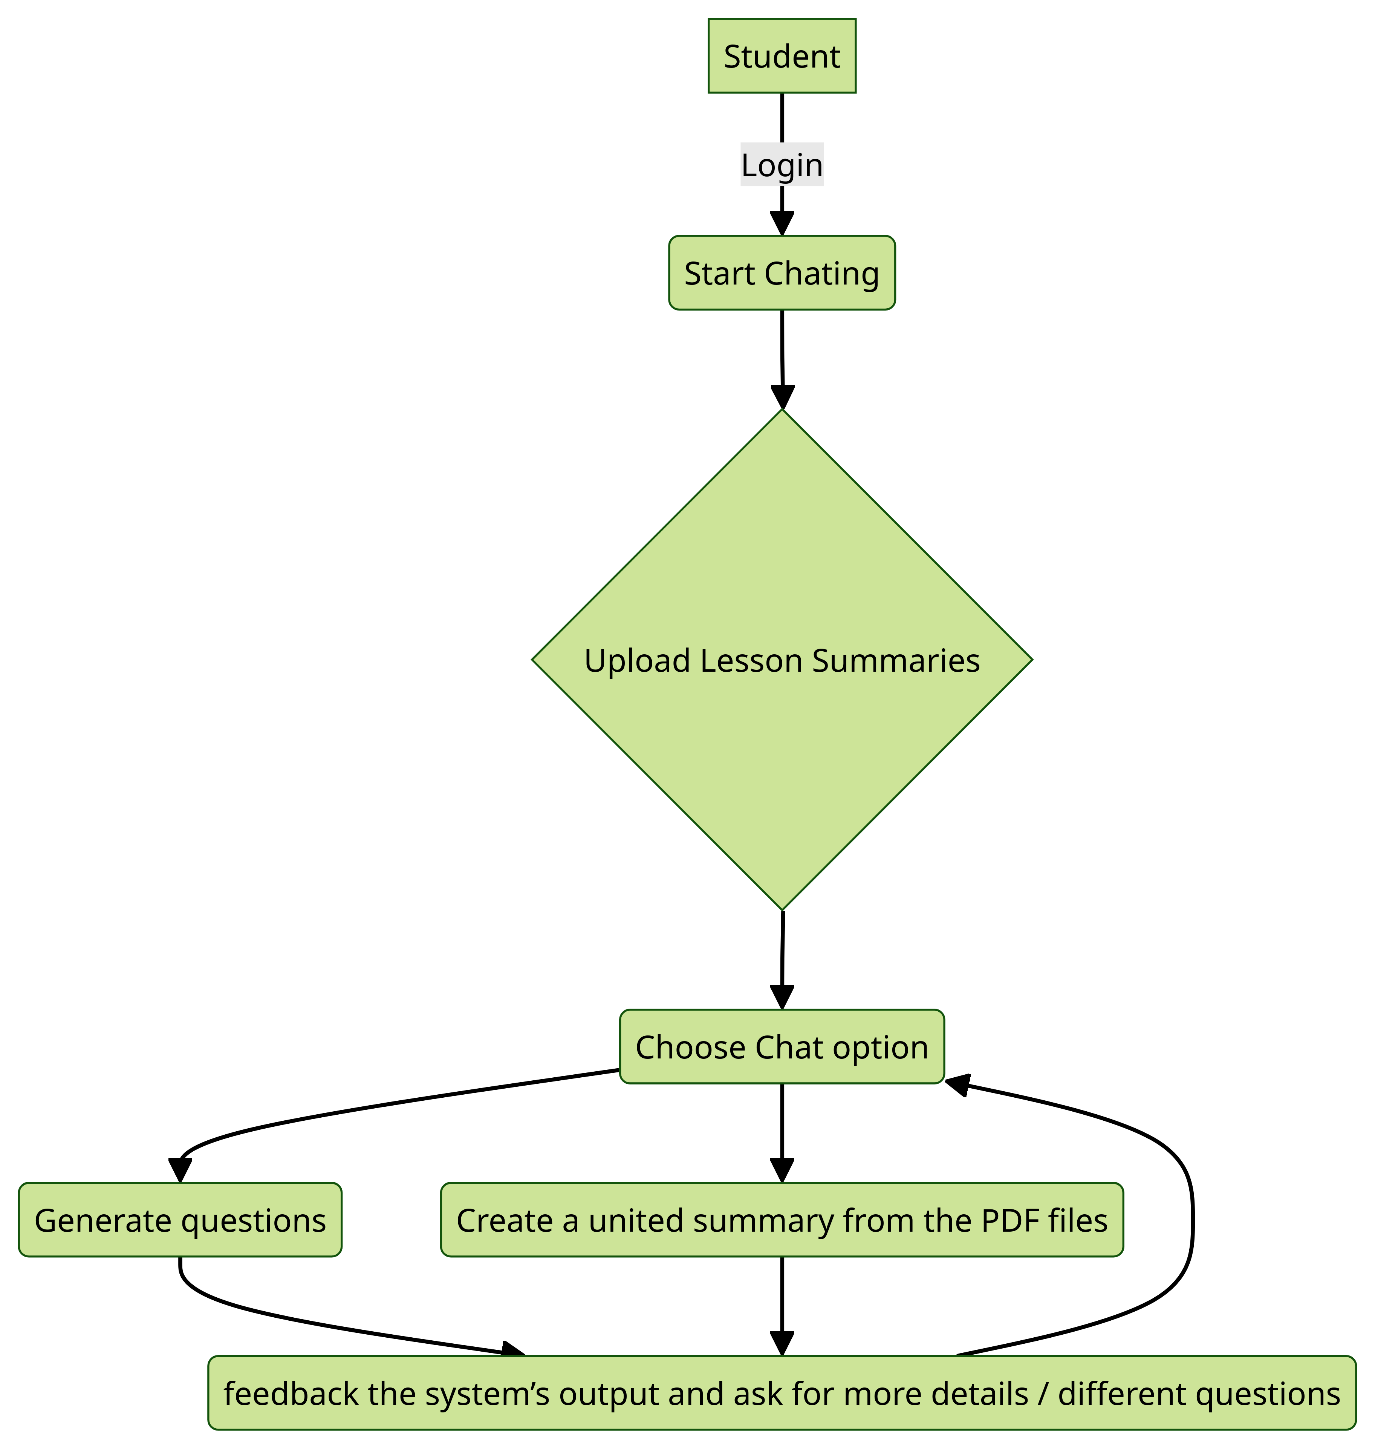 Student
Login
Start Chating
Upload Lesson Summaries
Choose Chat option
Generate questions
Create a united summary from the PDF files
feedback the system’s output and ask for more details / different questions